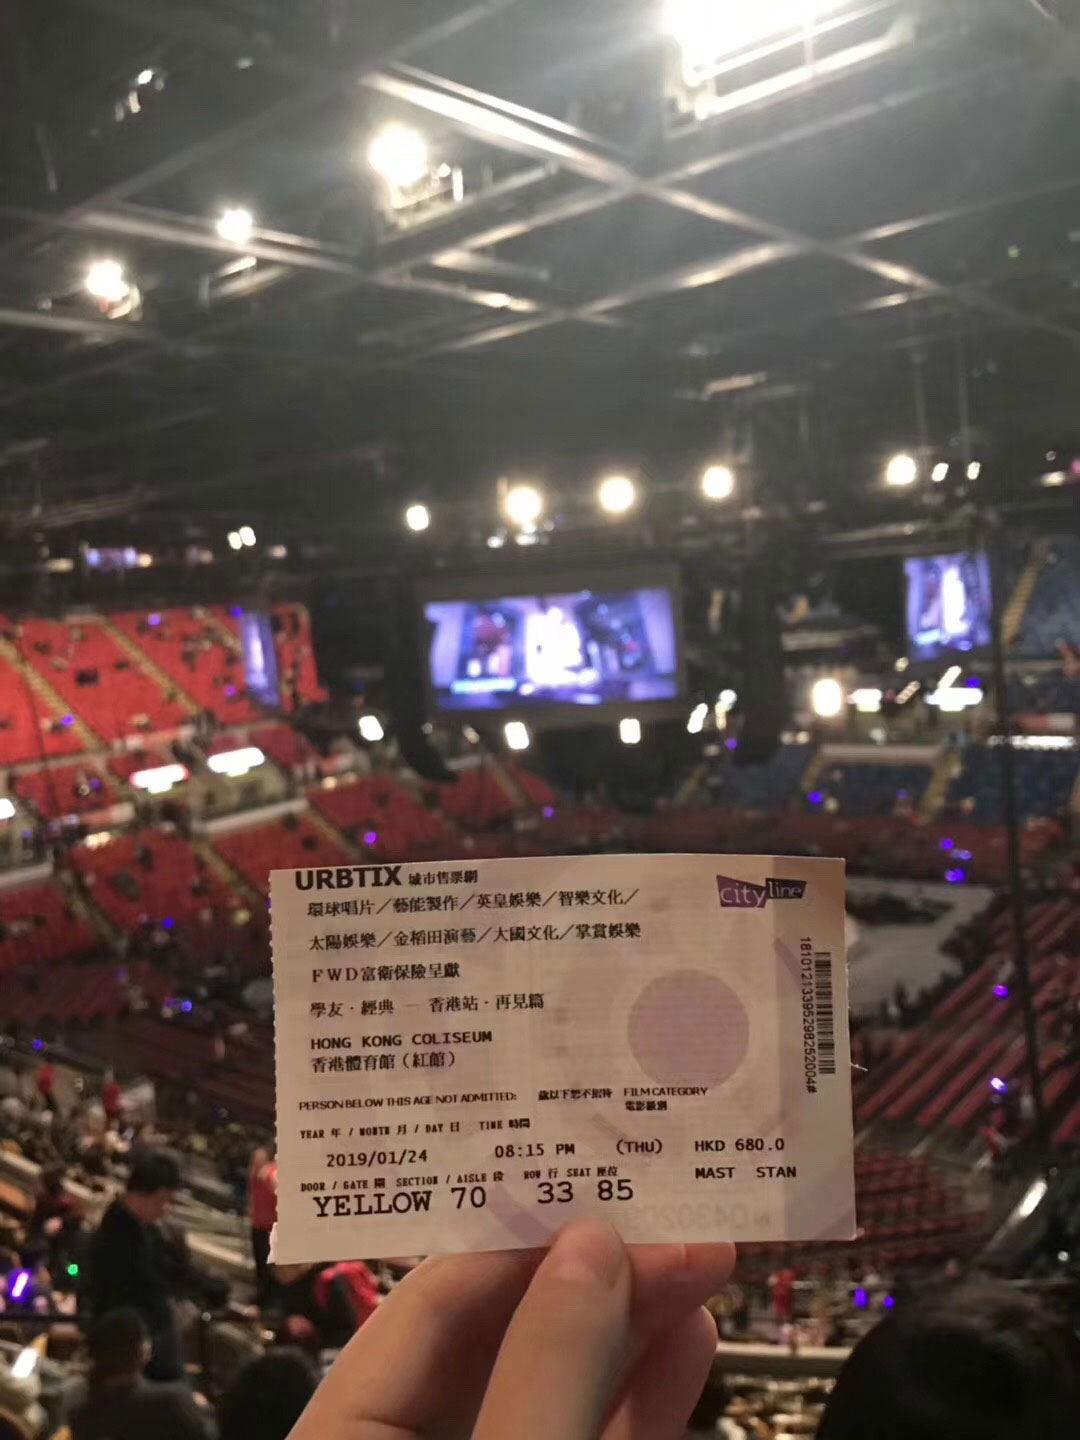 URBTIX 城市售票網
cityline
環球唱片／藝能製作／英皇娛樂／智樂文化／
太陽娛樂／金稻田演藝／大國文化／掌賞娛樂
FWD富衛保險呈獻
學友．經典 — 香港站．再見篇
HONG KONG COLISEUM
香港體育館（紅館）
PERSON BELOW THIS AGE NOT ADMITTED: 歲以下恕不招待 FILM CATEGORY
電影級別
YEAR 年 / MONTH 月 / DAY 日 TIME 時間
2019/01/24 08:15 PM (THU) HKD 680.0
DOOR / GATE 閘 SECTION / AISLE 段 ROW 行 SEAT 座位
MAST STAN
YELLOW 70 33 85
18101213395298252004#